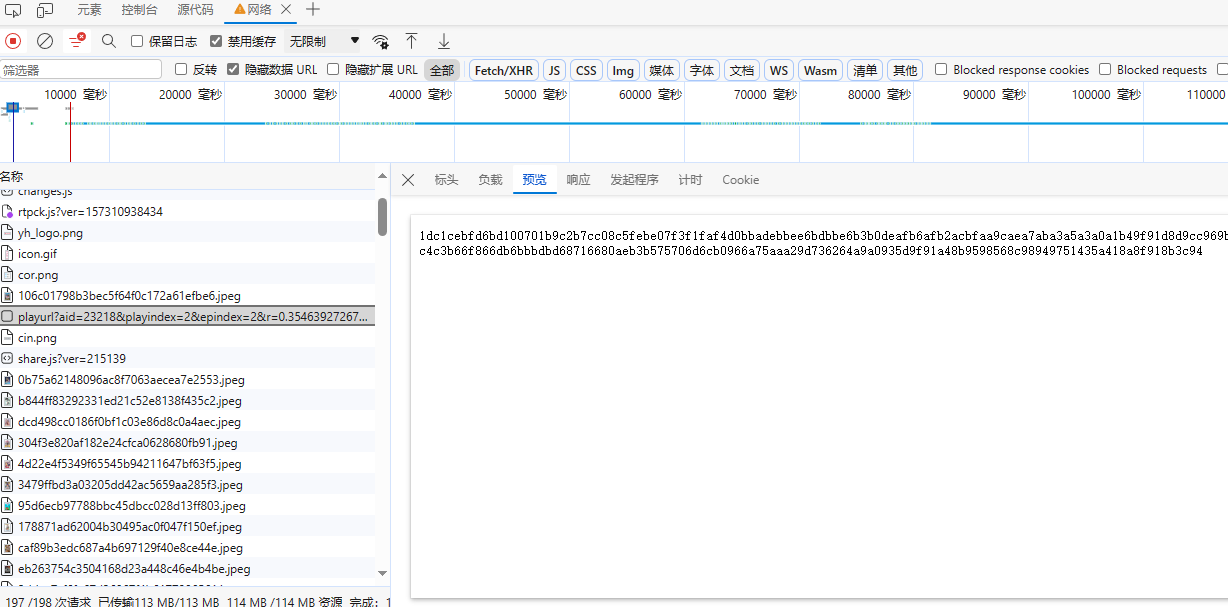 元素 控制台 源代码 网络
保留日志 禁用缓存 无限制
筛选器 反转 隐藏数据 URL 隐藏扩展 URL 全部 Fetch/XHR JS CSS Img 媒体 字体 文档 WS Wasm 清单 其他 Blocked response cookies Blocked requests
10000 毫秒 20000 毫秒 30000 毫秒 40000 毫秒 50000 毫秒 60000 毫秒 70000 毫秒 80000 毫秒 90000 毫秒 100000 毫秒 110000
名称 标头 负载 预览 响应 发起程序 计时 Cookie
changes.js
rtpck.js?ver=157310938434
yh_logo.png
icon.gif
cor.png
106c01798b3bec5f64f0c172a61efbe6.jpeg
playurl?aid=23218&playindex=2&epindex=2&r=0.35463927267...
cin.png
share.js?ver=215139
0b75a62148096ac8f7063aecea7e2553.jpeg
b844ff83292331ed21c52e8138f435c2.jpeg
dcd498cc0186f0bf1c03e86d8c0a4aec.jpeg
304f3e820af182e24cfca0628680fb91.jpeg
4d22e4f5349f65545b94211647bf63f5.jpeg
3479ffbd3a03205dd42ac5659aa285f3.jpeg
95d6ecb97788bbc45dbcc028d13ff803.jpeg
178871ad62004b30495ac0f047f150ef.jpeg
caf89b3edc687a4b697129f40e8ce44e.jpeg
eb263754c3504168d23a448c46e4b4be.jpeg
1dc1cebfd6bd100701b9c2b7cc08c5febe07f3f1faf4d0bbadebbee6bdbbe6b3b0deafb6afb2acbfaa9caea7aba3a5a3a0a1b49f91d8d9cc969b
c4c3b66f866db6bbbdbd68716680aeb3b575706d6cb0966a75aaa29d736264a9a0935d9f91a48b9598568c98949751435a418a8f918b3c94
197 /198 次请求 已传输113 MB/113 MB 114 MB /114 MB 资源 完成: 1